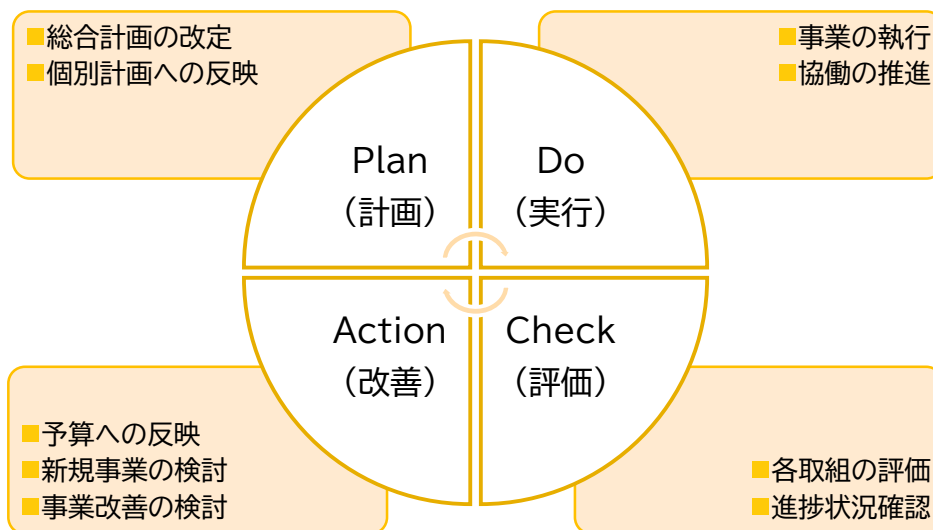 ■総合計画の改定
■個別計画への反映
■事業の執行
■協働の推進
Plan
(計画)
Do
(実行)
Action
(改善)
Check
(評価)
■予算への反映
■新規事業の検討
■事業改善の検討
■各取組の評価
■進捗状況確認